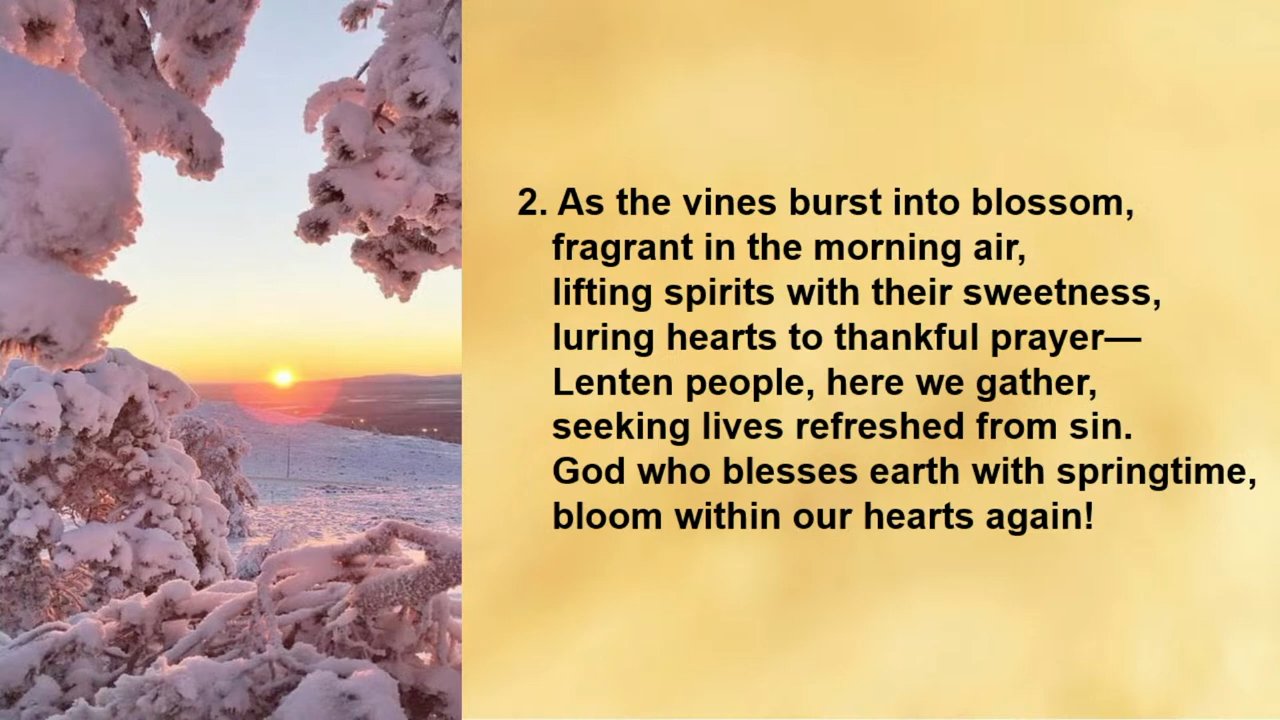 2. As the vines burst into blossom,
fragrant in the morning air,
lifting spirits with their sweetness,
luring hearts to thankful prayer—
Lenten people, here we gather,
seeking lives refreshed from sin.
God who blesses earth with springtime,
bloom within our hearts again!